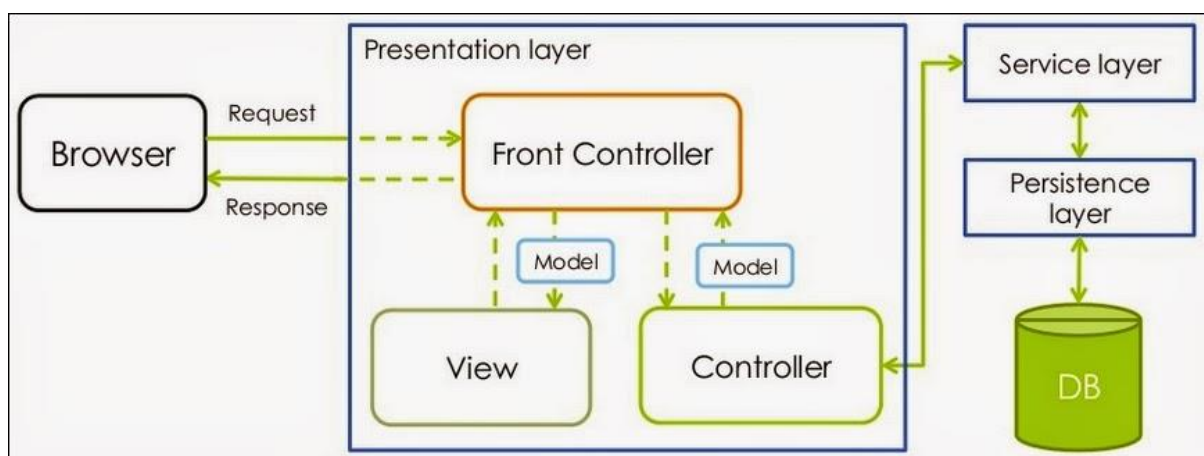 Presentation layer
Service layer
Request
Browser
Front Controller
Response
Persistence
layer
Model
Model
View
Controller
DB